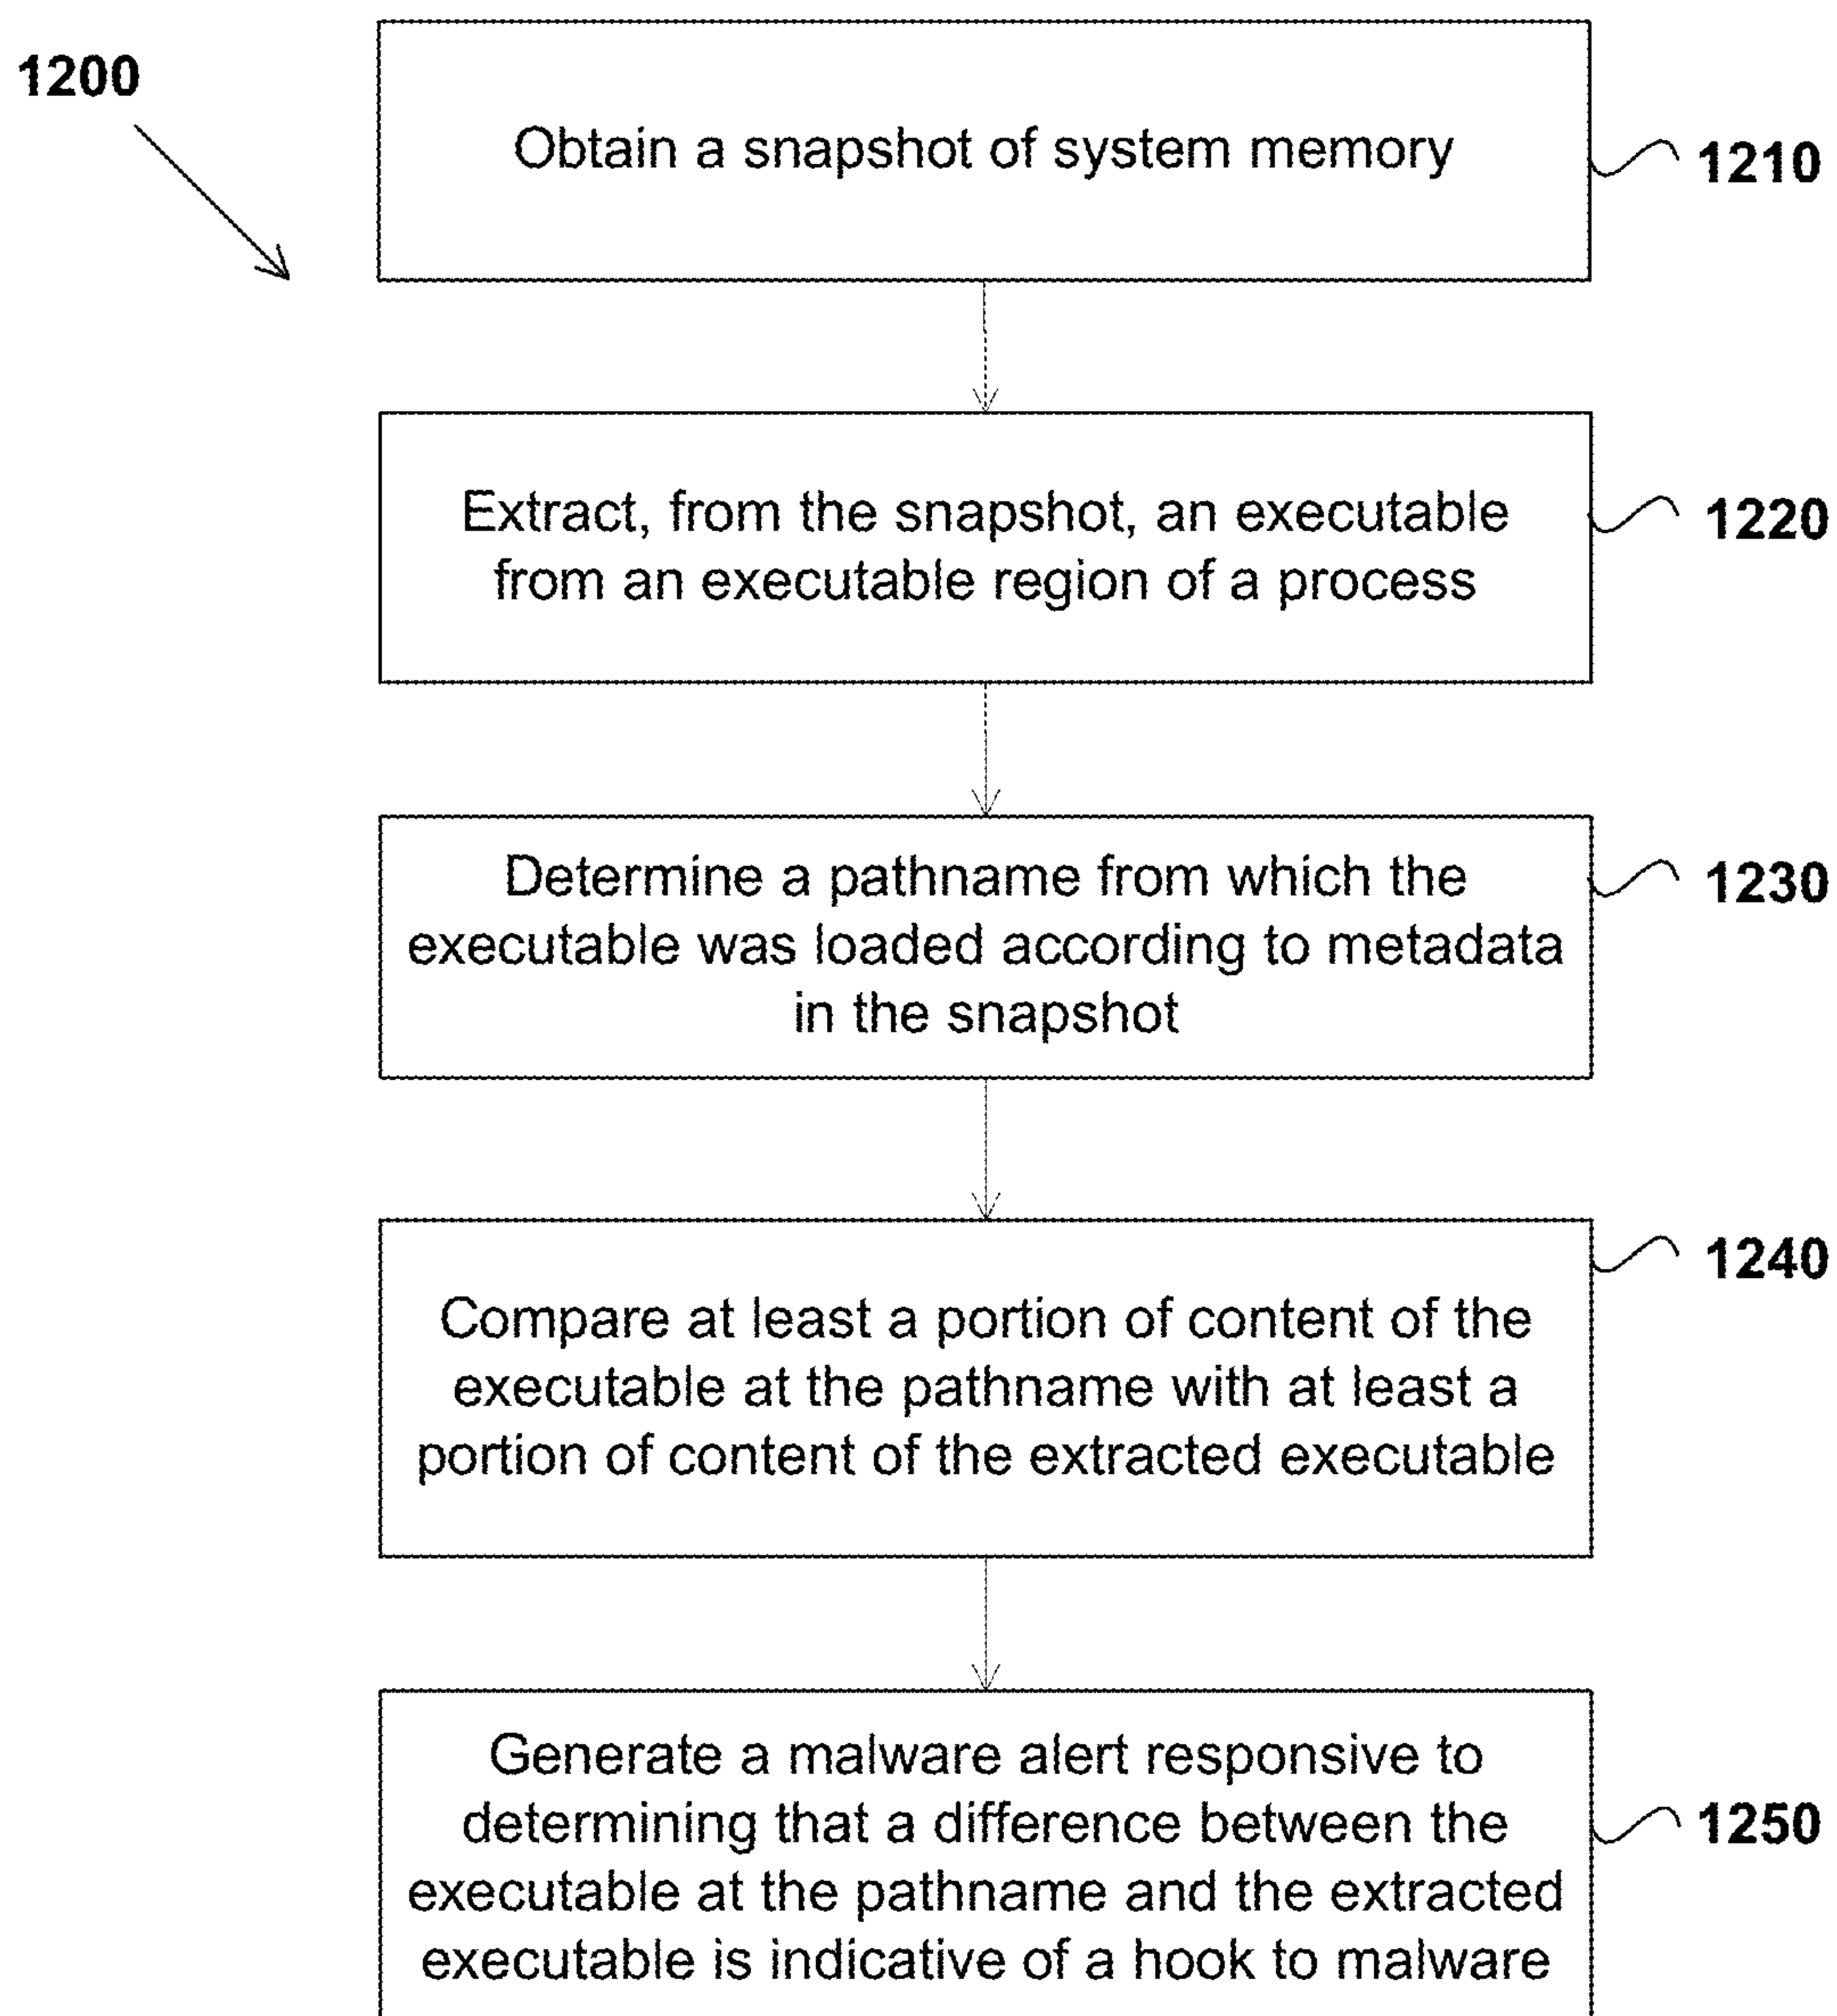 1200
Obtain a snapshot of system memory
1210
Extract, from the snapshot, an executable
from an executable region of a process
1220
Determine a pathname from which the
executable was loaded according to metadata
in the snapshot
1230
Compare at least a portion of content of the
executable at the pathname with at least a
portion of content of the extracted executable
1240
Generate a malware alert responsive to
determining that a difference between the
executable at the pathname and the extracted
executable is indicative of a hook to malware
1250